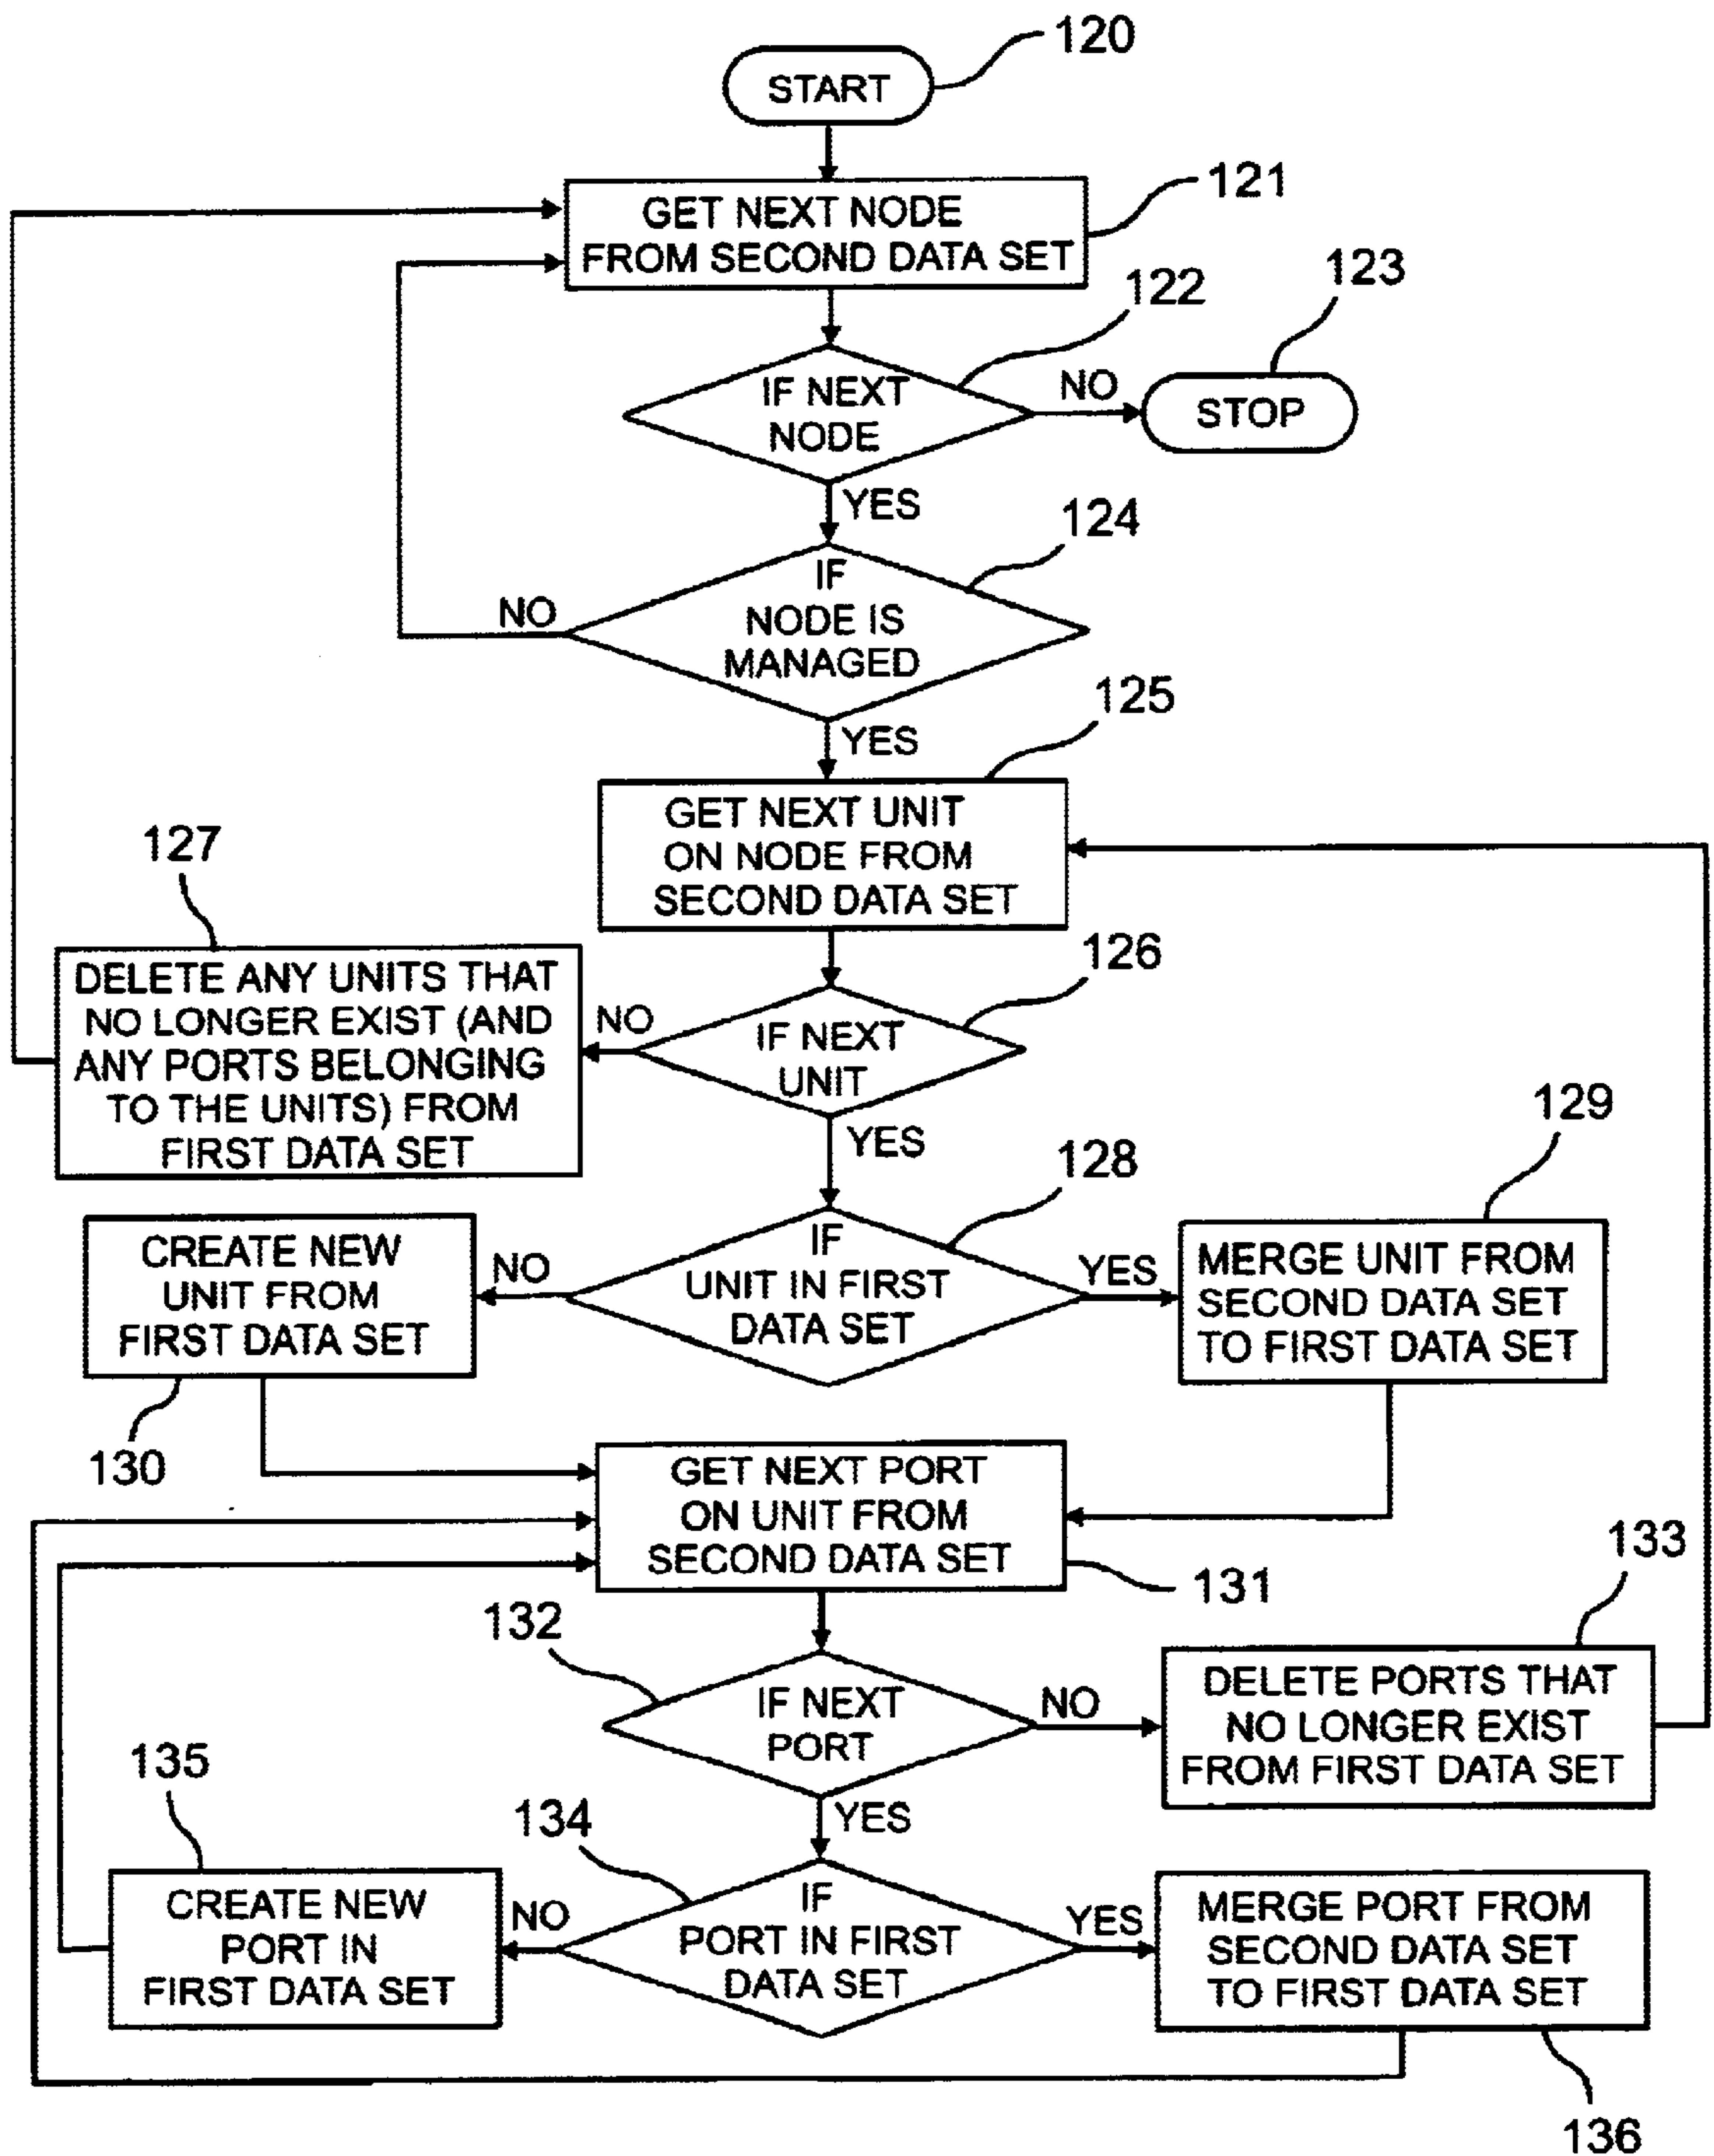 120
START
121
GET NEXT NODE
FROM SECOND DATA SET
122
123
IF NEXT
NODE
NO
STOP
YES
124
IF
NODE IS
MANAGED
NO
YES
125
GET NEXT UNIT
ON NODE FROM
SECOND DATA SET
127
126
DELETE ANY UNITS THAT
NO LONGER EXIST (AND
ANY PORTS BELONGING
TO THE UNITS) FROM
FIRST DATA SET
NO
IF NEXT
UNIT
YES
128
129
CREATE NEW
UNIT FROM
FIRST DATA SET
NO
IF
UNIT IN FIRST
DATA SET
YES
MERGE UNIT FROM
SECOND DATA SET
TO FIRST DATA SET
130
GET NEXT PORT
ON UNIT FROM
SECOND DATA SET
131
133
132
IF NEXT
PORT
NO
DELETE PORTS THAT
NO LONGER EXIST
FROM FIRST DATA SET
YES
135
134
CREATE NEW
PORT IN
FIRST DATA SET
NO
IF
PORT IN FIRST
DATA SET
YES
MERGE PORT FROM
SECOND DATA SET
TO FIRST DATA SET
136